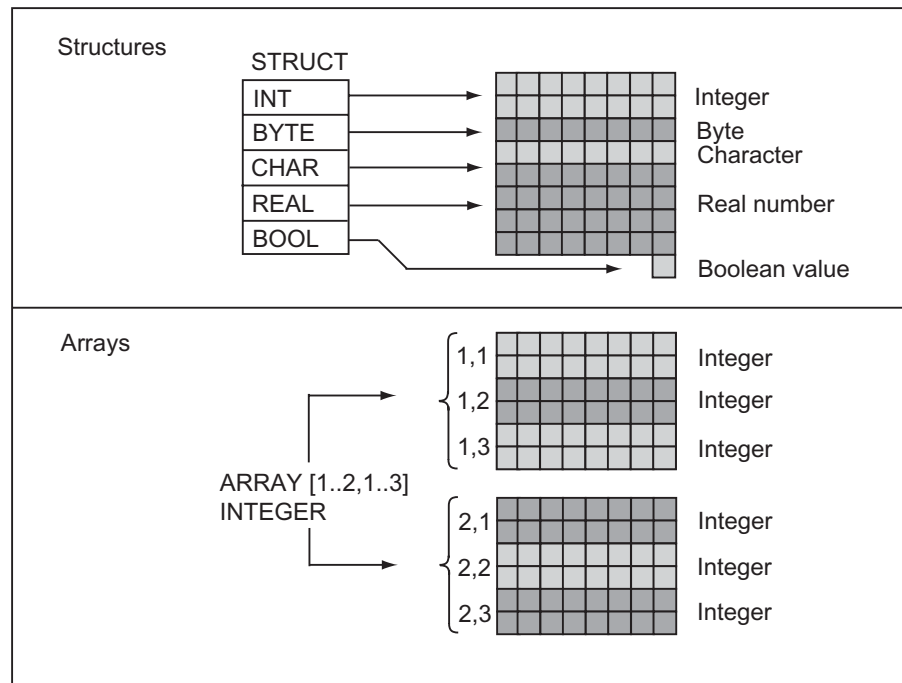 Structures
STRUCT
INT
BYTE
CHAR
REAL
BOOL
Integer
Byte
Character
Real number
Boolean value
Arrays
ARRAY [1..2,1..3]
INTEGER
1,1
Integer
1,2
Integer
1,3
Integer
2,1
Integer
2,2
Integer
2,3
Integer